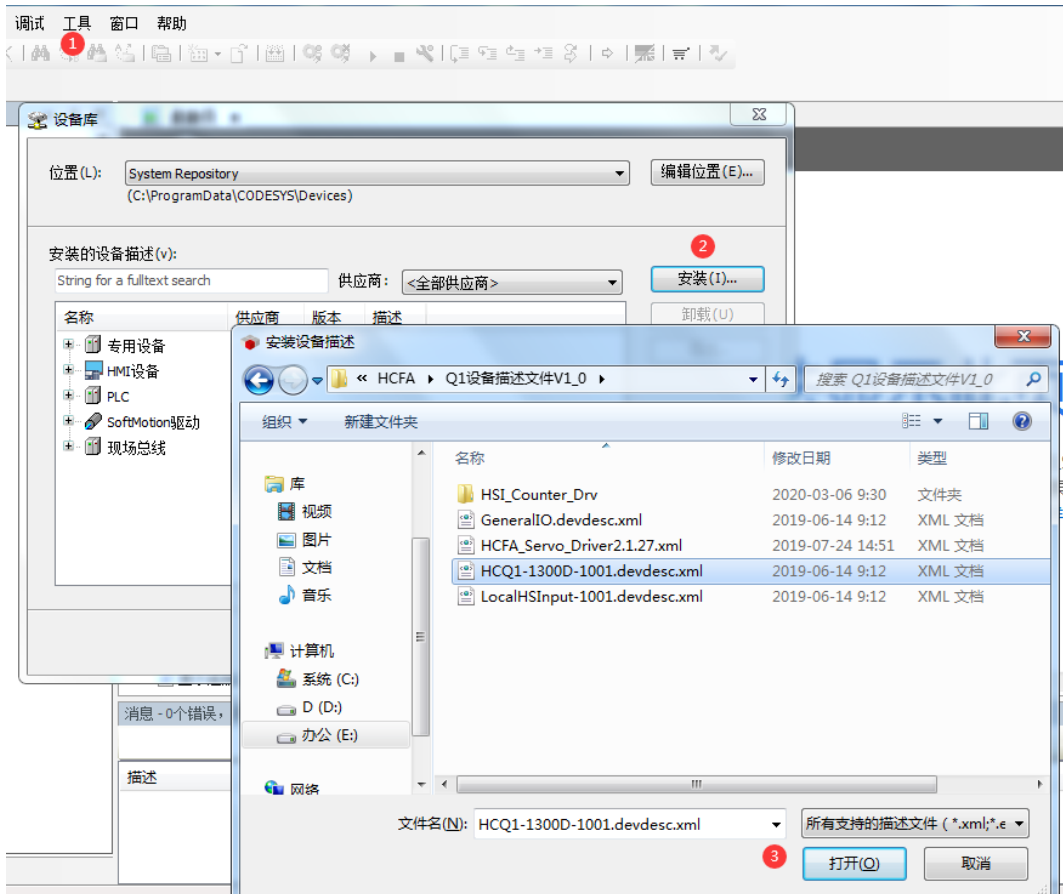 调试 工具 窗口 帮助
1
设备库
位置(L): System Repository 编辑位置(E)...
(C:\ProgramData\CODESYS\Devices)
2
安装的设备描述(v):
String for a fulltext search 供应商: <全部供应商> 安装(I)...
名称 供应商 版本 描述 卸载(U)
专用设备
HMI设备
PLC
SoftMotion驱动
现场总线
安装设备描述
« HCFA ▸ Q1设备描述文件V1_0 ▸ 搜索 Q1设备描述文件V1_0
组织 新建文件夹
名称 修改日期 类型
库
视频
图片
文档
音乐
计算机
系统 (C:)
D (D:)
办公 (E:)
网络
HSI_Counter_Drv 2020-03-06 9:30 文件夹
GeneralIO.devdesc.xml 2019-06-14 9:12 XML 文档
HCFA_Servo_Driver2.1.27.xml 2019-07-24 14:51 XML 文档
HCQ1-1300D-1001.devdesc.xml 2019-06-14 9:12 XML 文档
LocalHSInput-1001.devdesc.xml 2019-06-14 9:12 XML 文档
消息 - 0个错误,
描述
文件名(N): HCQ1-1300D-1001.devdesc.xml 所有支持的描述文件 ( *.xml;*.e
3
打开(O) 取消